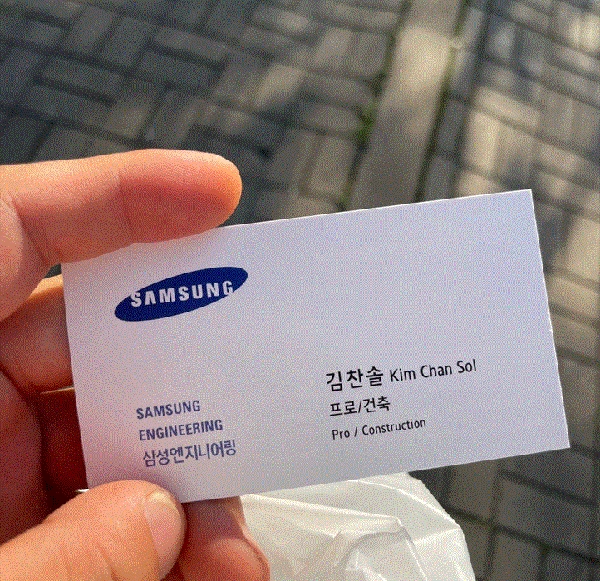 SAMSUNG
김찬솔 Kim Chan Sol
프로/건축
Pro / Construction
SAMSUNG
ENGINEERING
삼성엔지니어링